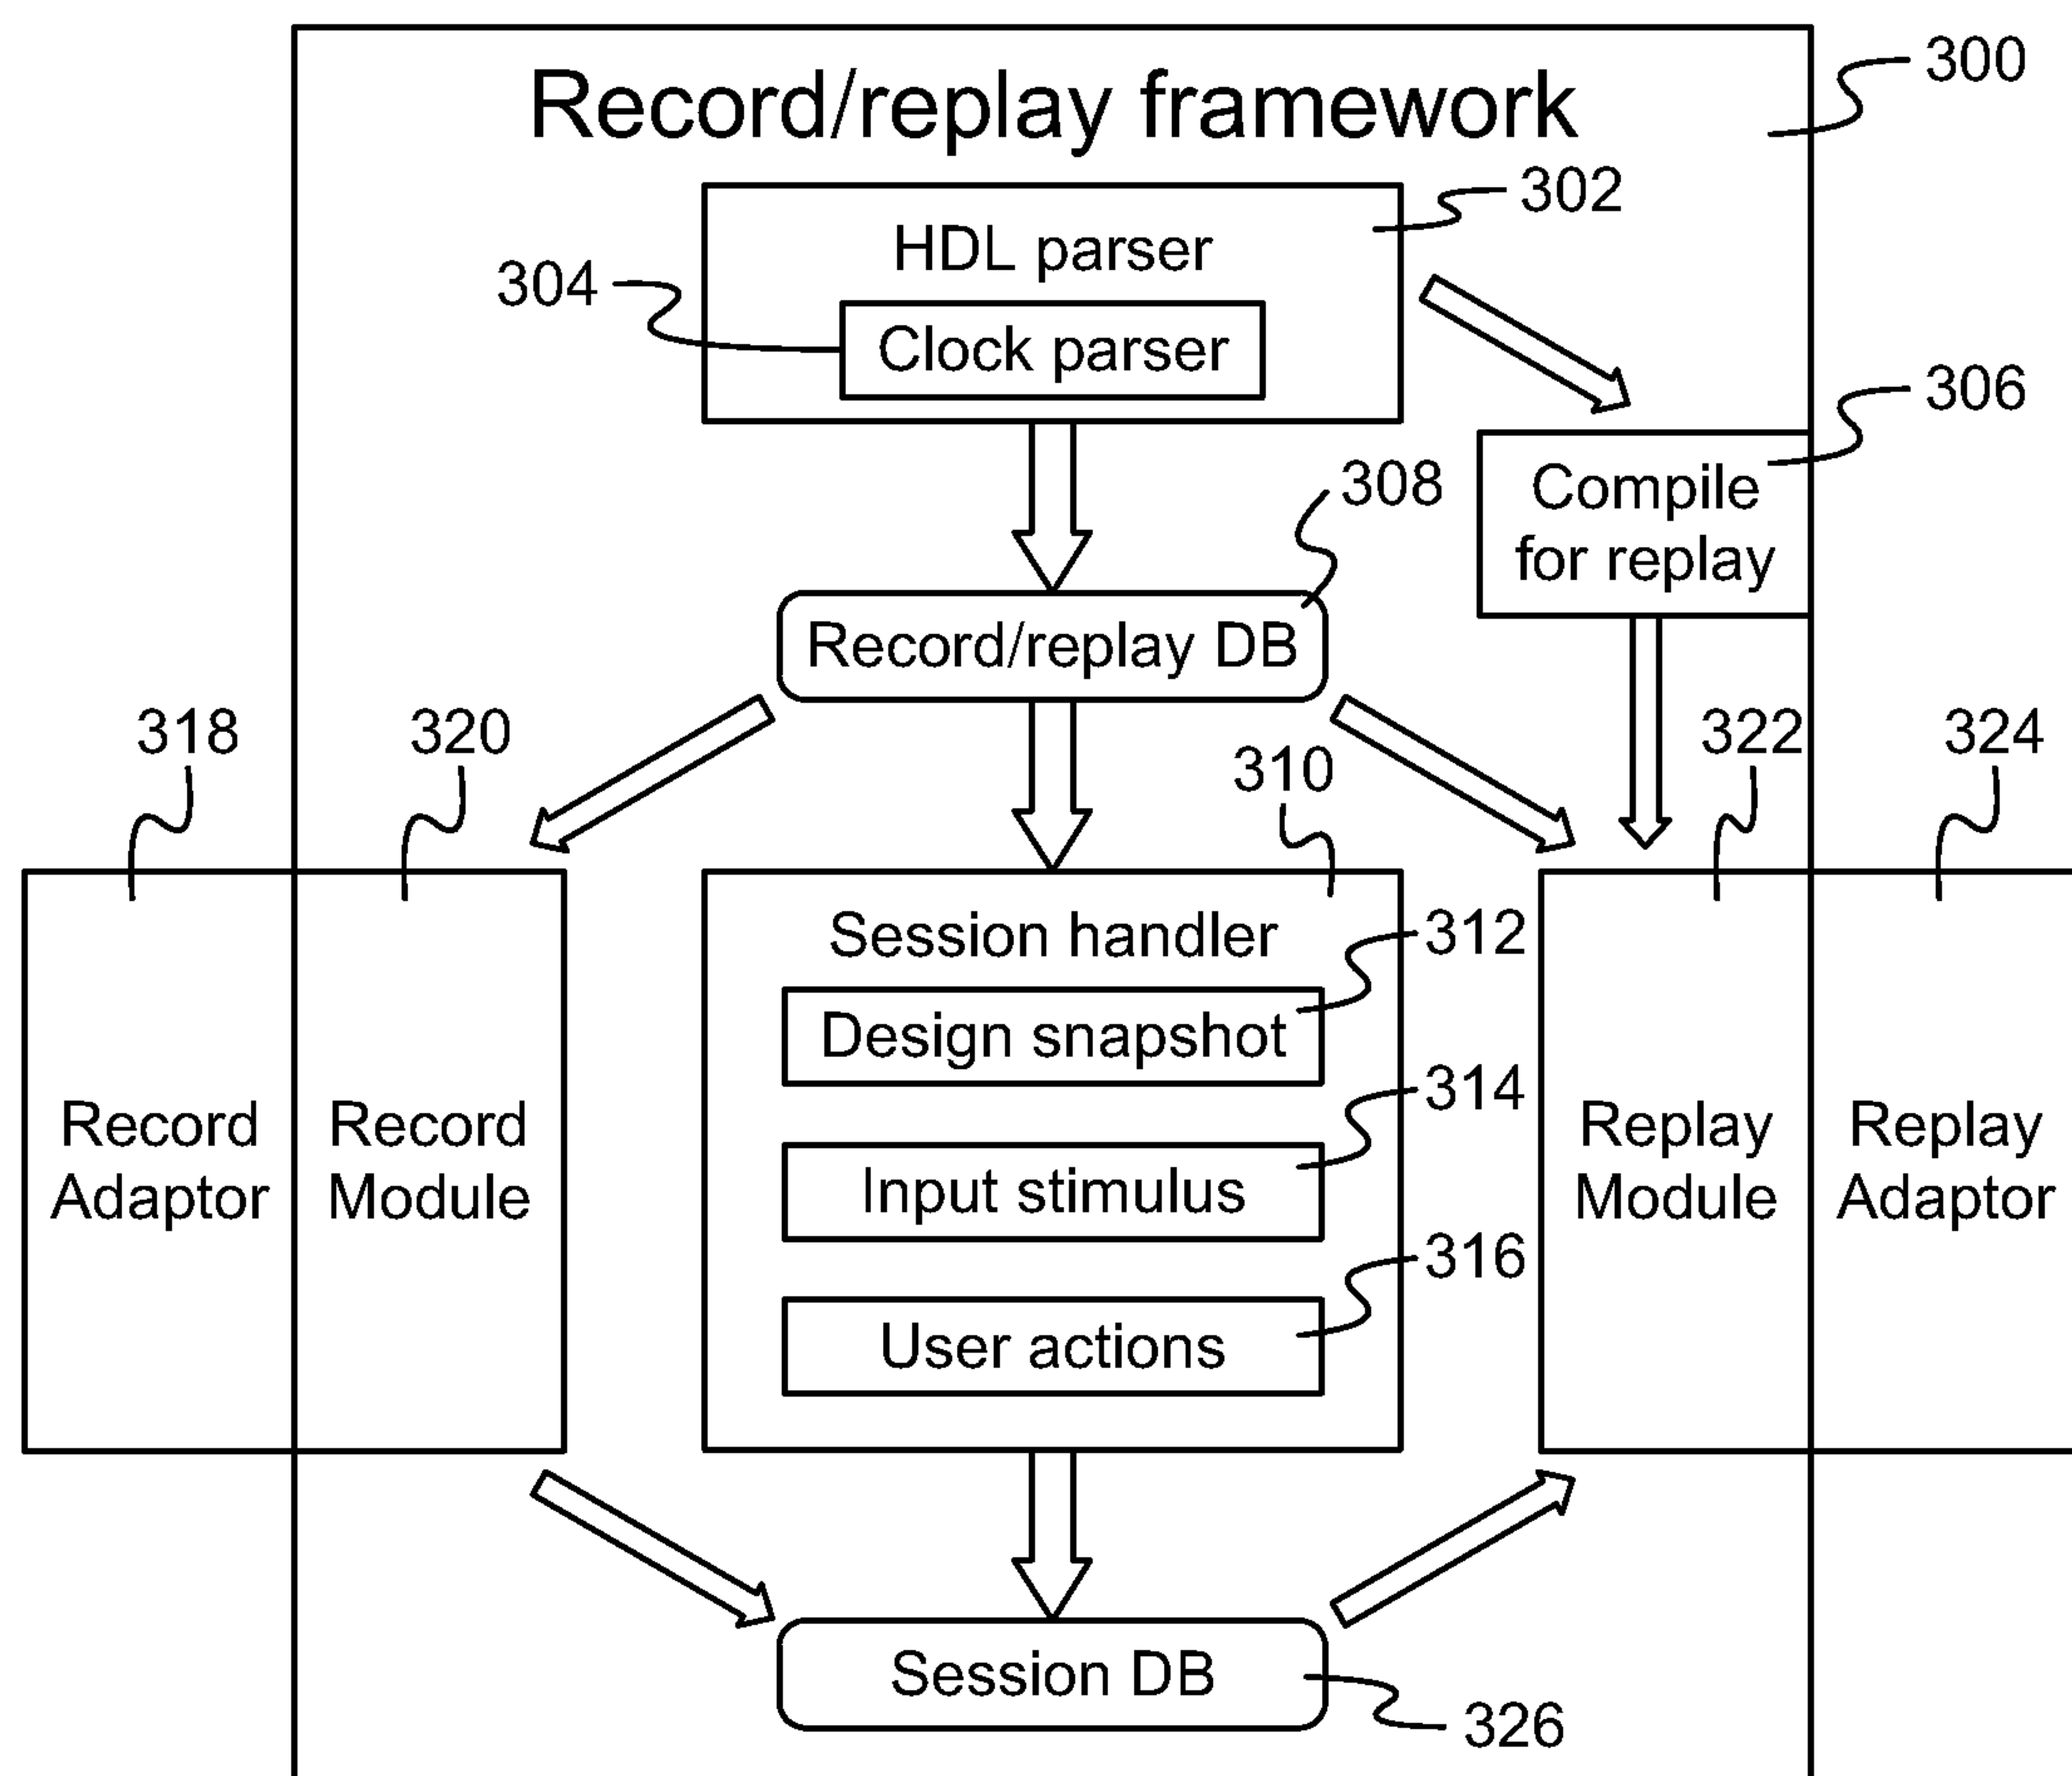 300
Record/replay framework
302
HDL parser
304
Clock parser
306
Compile
for replay
308
Record/replay DB
318
320
322
324
310
Session handler
312
Design snapshot
314
Record
Adaptor
Record
Module
Input stimulus
Replay
Module
Replay
Adaptor
316
User actions
Session DB
326